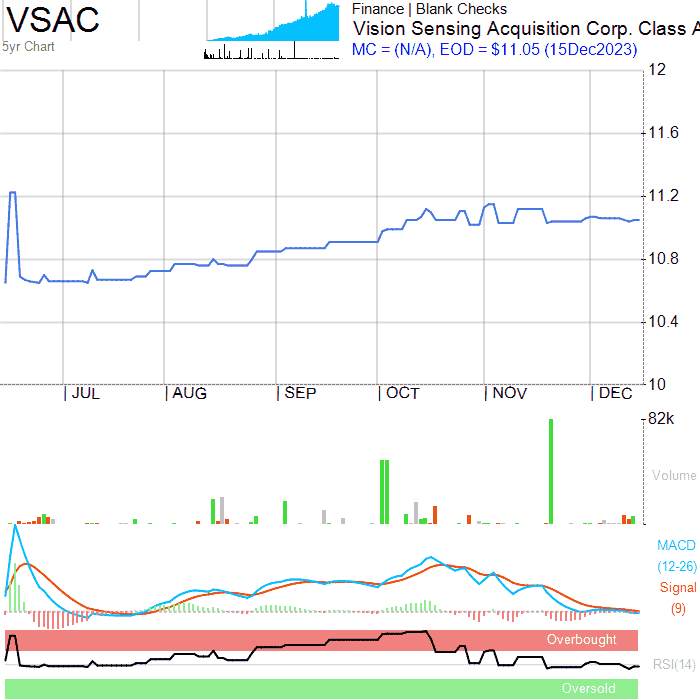 VSAC
5yr Chart
Finance | Blank Checks
Vision Sensing Acquisition Corp. Class A
MC = (N/A), EOD = $11.05 (15Dec2023)
12
11.6
11.2
10.8
10.4
10
JUL AUG SEP OCT NOV DEC
82k
Volume
MACD
(12-26)
Signal
(9)
Overbought
RSI(14)
Oversold